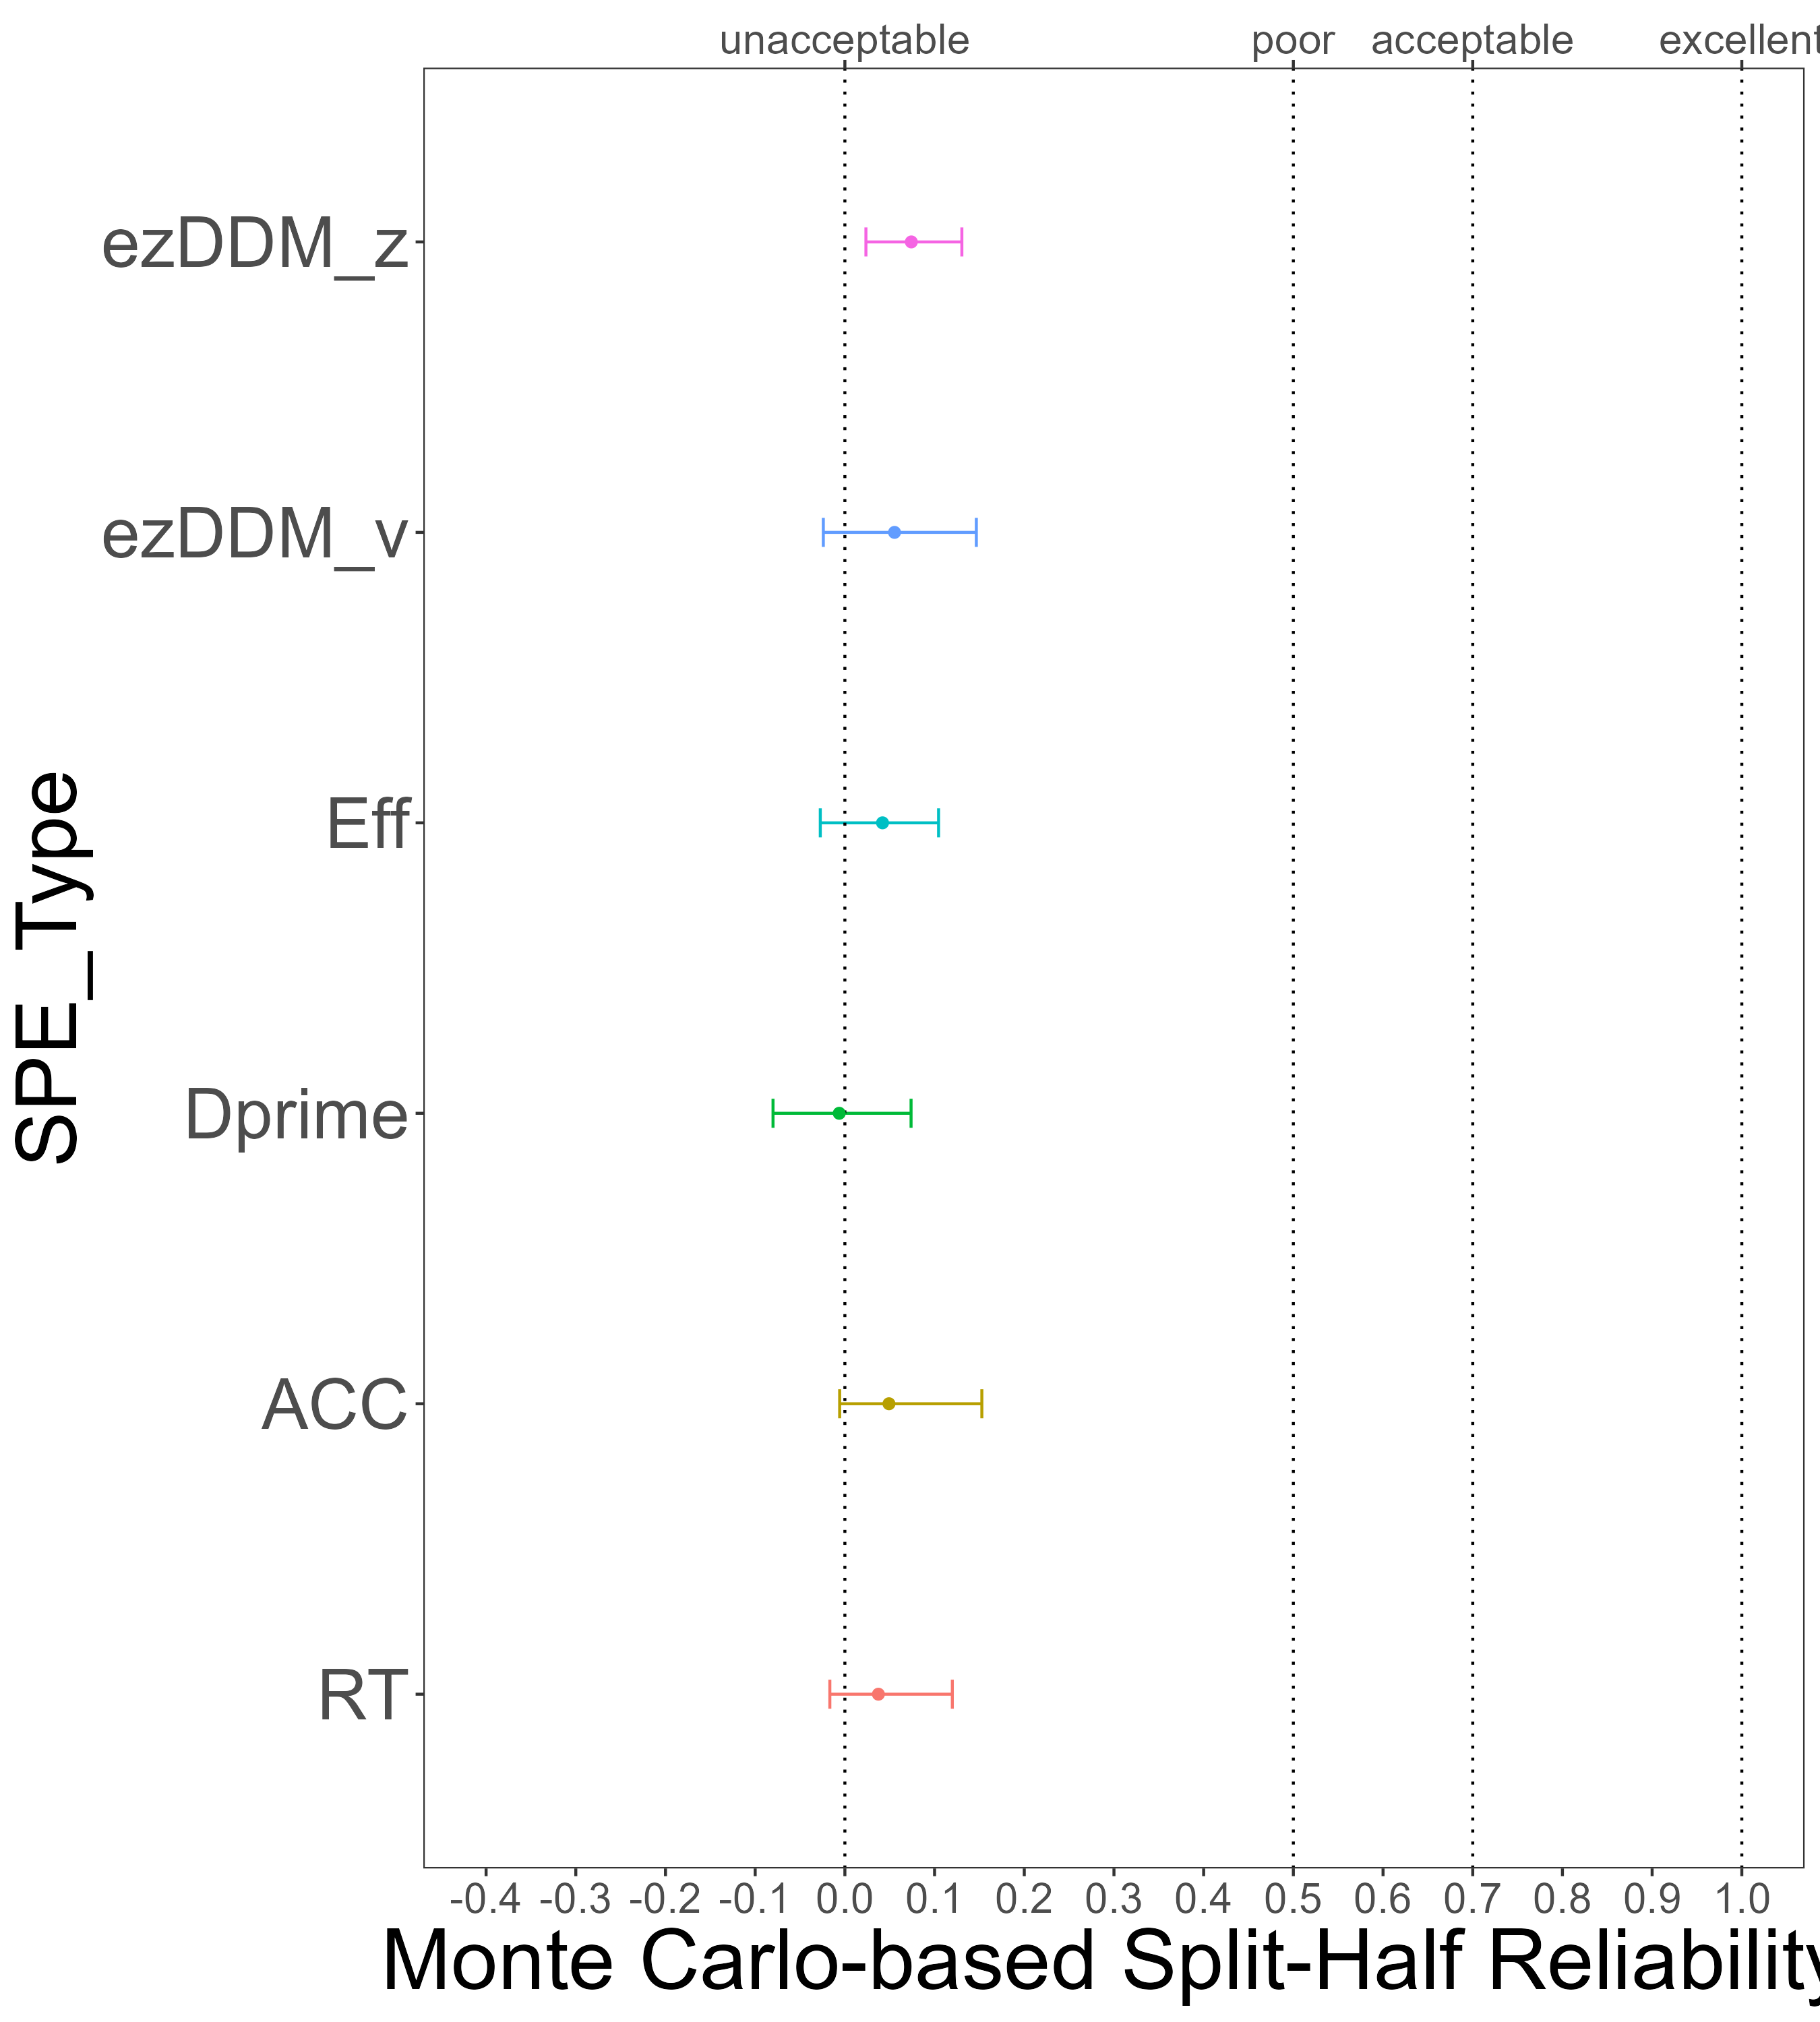 unacceptable poor acceptable excellent
ezDDM_z
ezDDM_v
Eff
Dprime
ACC
RT
SPE_Type
-0.4 -0.3 -0.2 -0.1 0.0 0.1 0.2 0.3 0.4 0.5 0.6 0.7 0.8 0.9 1.0
Monte Carlo-based Split-Half Reliability